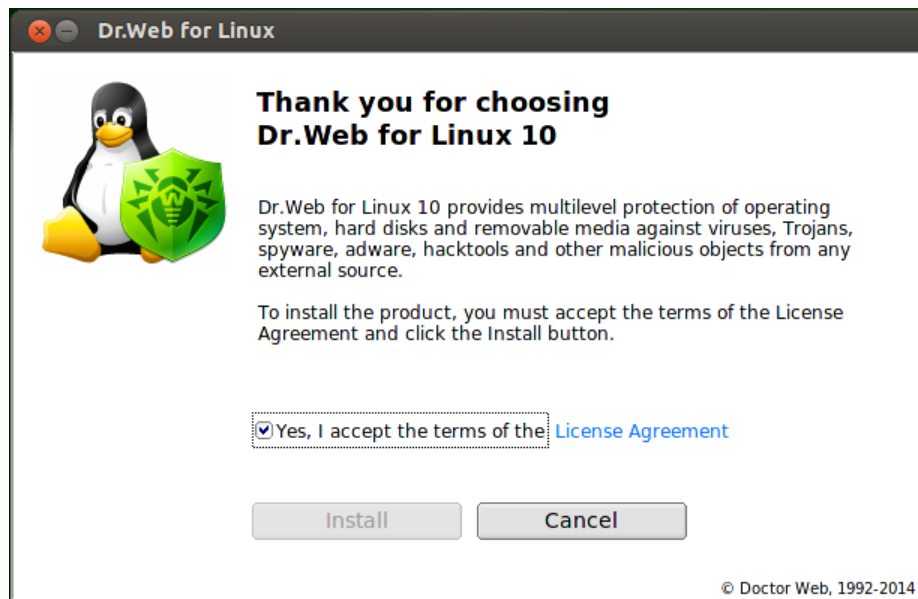 Dr.Web for Linux
Thank you for choosing
Dr.Web for Linux 10
Dr.Web for Linux 10 provides multilevel protection of operating
system, hard disks and removable media against viruses, Trojans,
spyware, adware, hacktools and other malicious objects from any
external source.
To install the product, you must accept the terms of the License
Agreement and click the Install button.
Yes, I accept the terms of the License Agreement
Install Cancel
© Doctor Web, 1992-2014